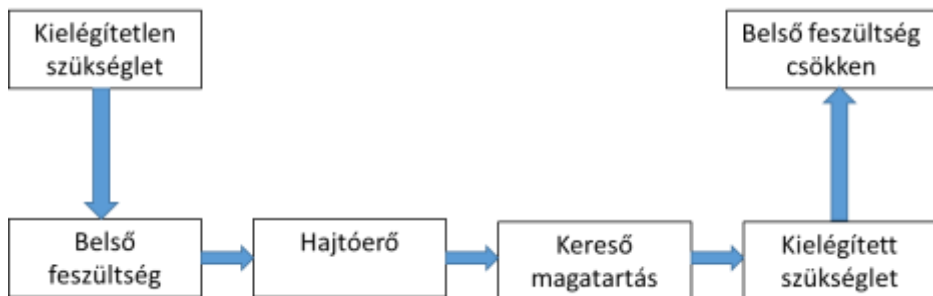 Kielégítetlen
szükséglet
Belső feszültség
csökken
Belső
feszültség
Hajtóerő
Kereső
magatartás
Kielégített
szükséglet